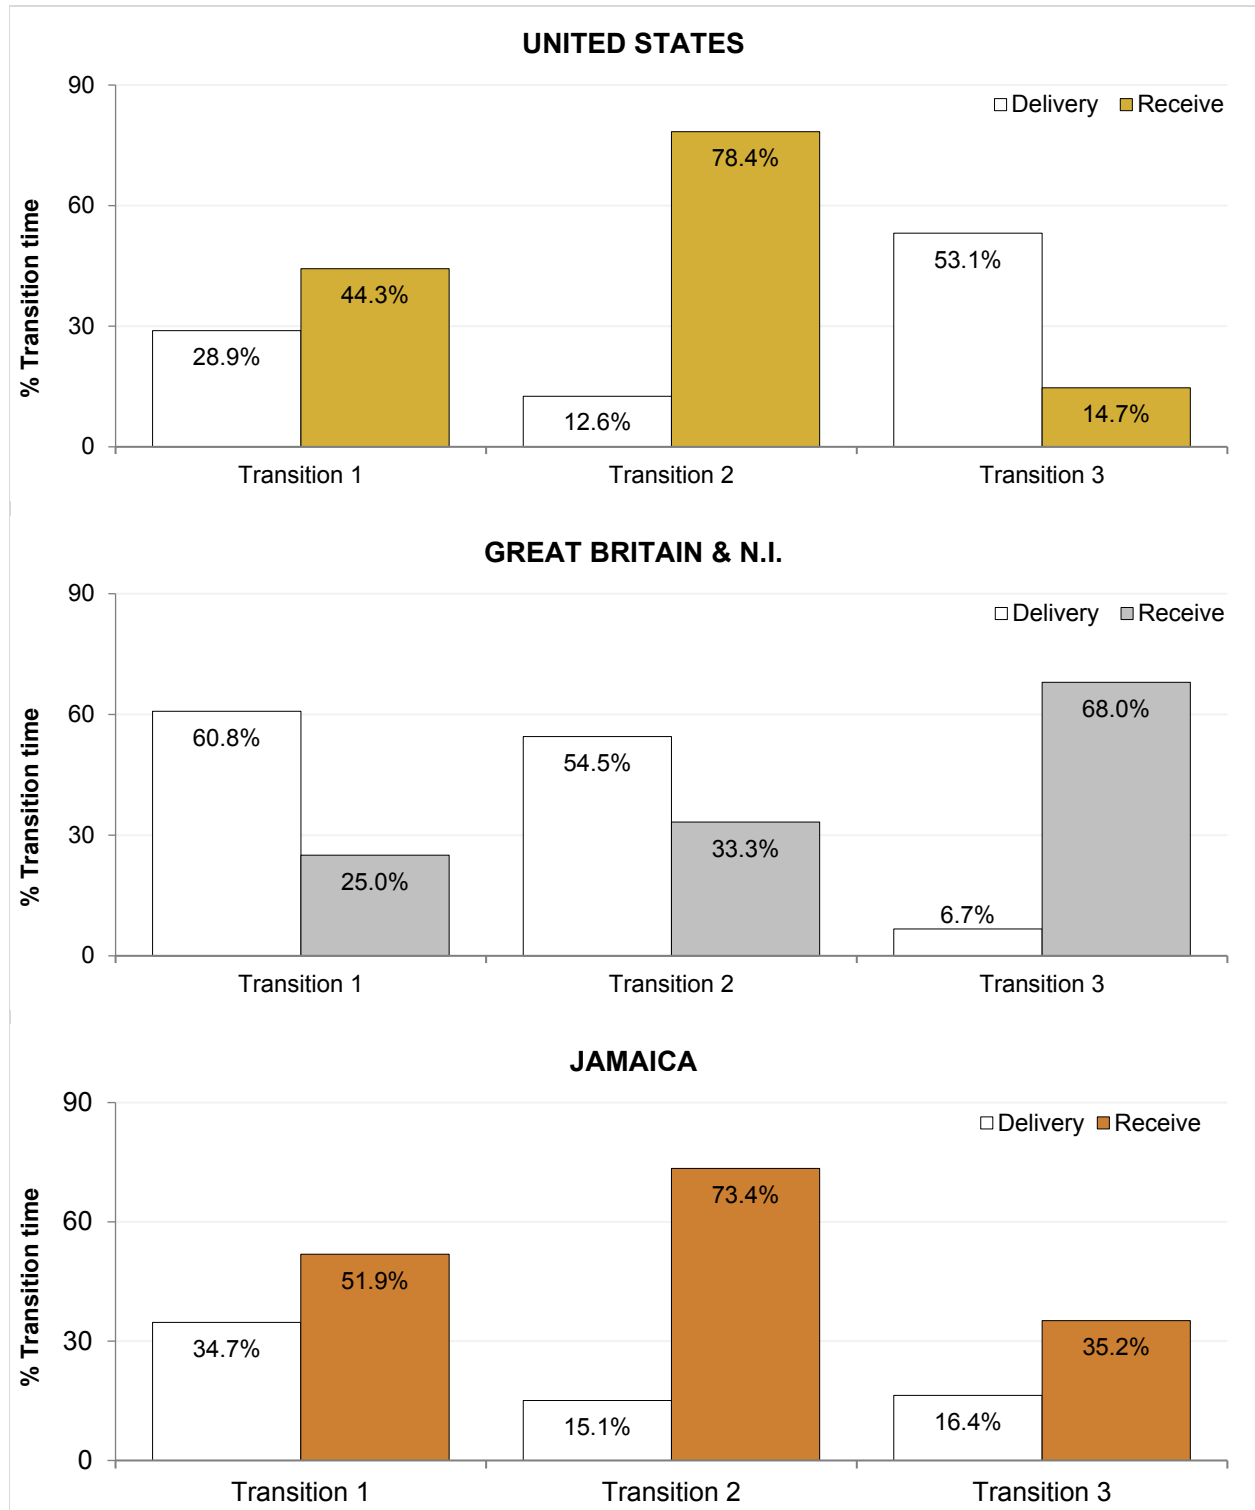 UNITED STATES
90
Delivery Receive
78.4%
60
53.1%
44.3%
30
28.9%
14.7%
12.6%
0
Transition 1 Transition 2 Transition 3
% Transition time
GREAT BRITAIN & N.I.
90
Delivery Receive
68.0%
60
60.8%
54.5%
30
33.3%
25.0%
6.7%
0
Transition 1 Transition 2 Transition 3
% Transition time
JAMAICA
90
Delivery Receive
73.4%
60
51.9%
30
34.7%
35.2%
15.1%
16.4%
0
Transition 1 Transition 2 Transition 3
% Transition time